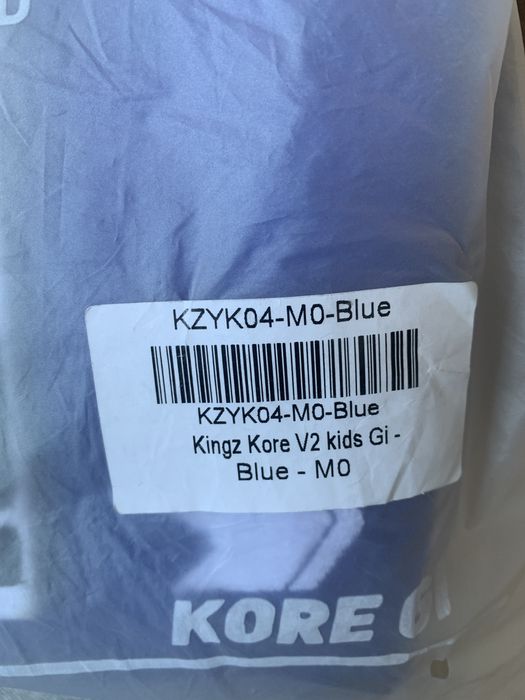 KZYK04-M0-Blue
KZYK04-M0-Blue
Kingz Kore V2 kids Gi -
Blue - M0
KORE